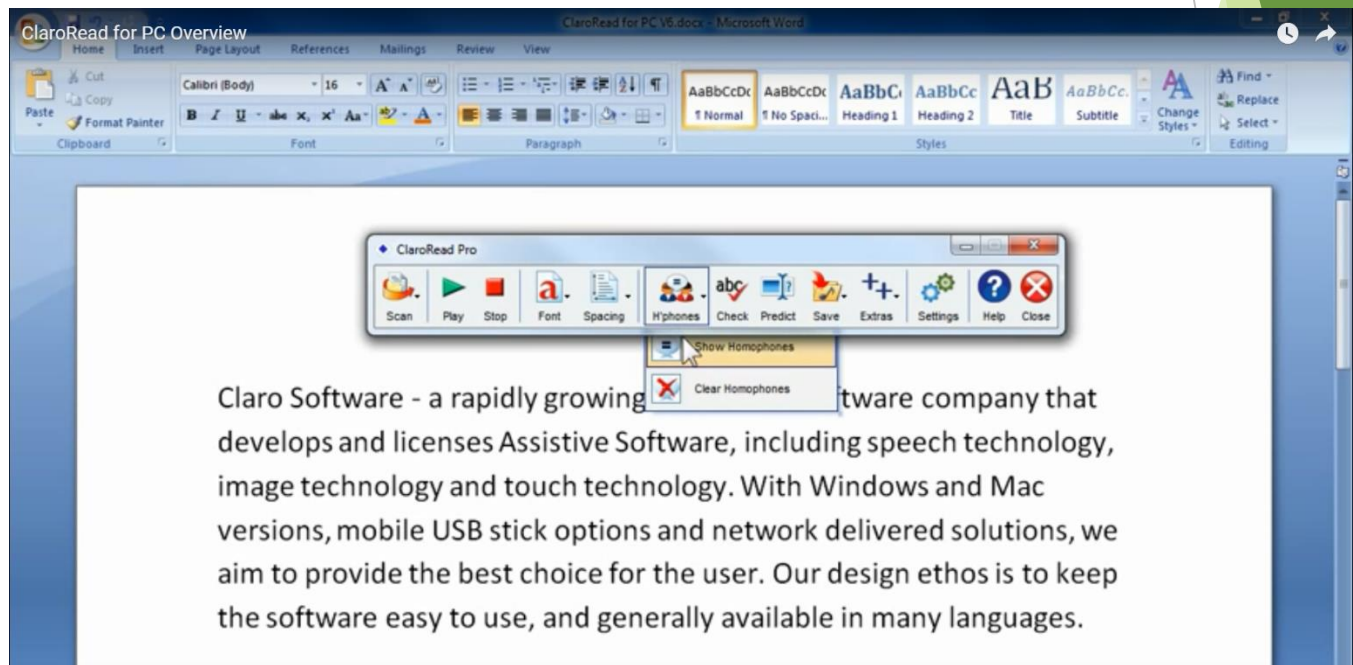 ClaroRead for PC V6.docx - Microsoft Word
ClaroRead for PC Overview
Home Insert Page Layout References Mailings Review View
Cut
Calibri (Body) 16
Find
Copy
Replace
Paste
Format Painter
B I U abc x, x' Aa A
AaBbCcDc AaBbCcDc AaBbC AaBbCc AaB AaBbCc.
¶ Normal ¶ No Spaci... Heading 1 Heading 2 Title Subtitle
Change Styles
Select
Clipboard Font Paragraph Styles Editing
ClaroRead Pro
Scan Play Stop Font Spacing H'phones Check Predict Save Extras Settings Help Close
Show Homophones
Clear Homophones
Claro Software - a rapidly growing tware company that
develops and licenses Assistive Software, including speech technology,
image technology and touch technology. With Windows and Mac
versions, mobile USB stick options and network delivered solutions, we
aim to provide the best choice for the user. Our design ethos is to keep
the software easy to use, and generally available in many languages.